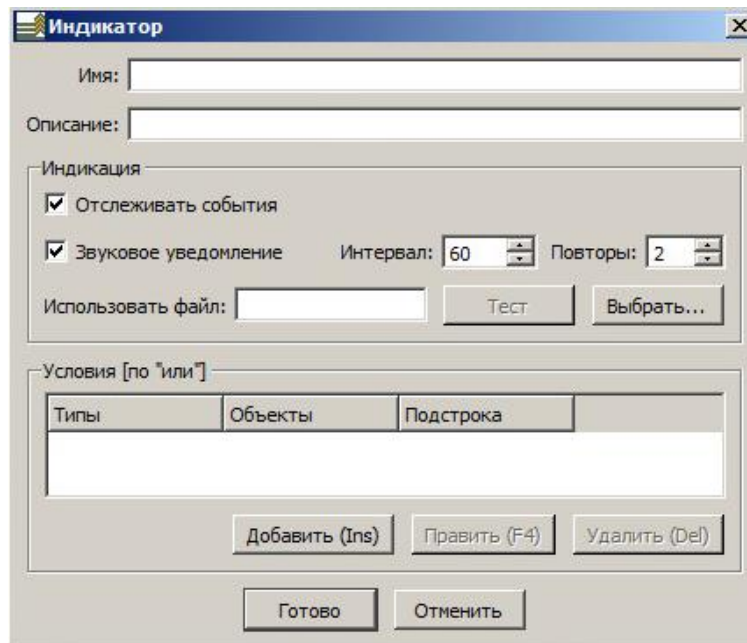 Индикатор
Имя:
Описание:
Индикация
Отслеживать события
Звуковое уведомление Интервал: 60 Повторы: 2
Использовать файл: Тест Выбрать...
Условия [по "или"]
Типы Объекты Подстрока
Добавить (Ins) Править (F4) Удалить (Del)
Готово Отменить